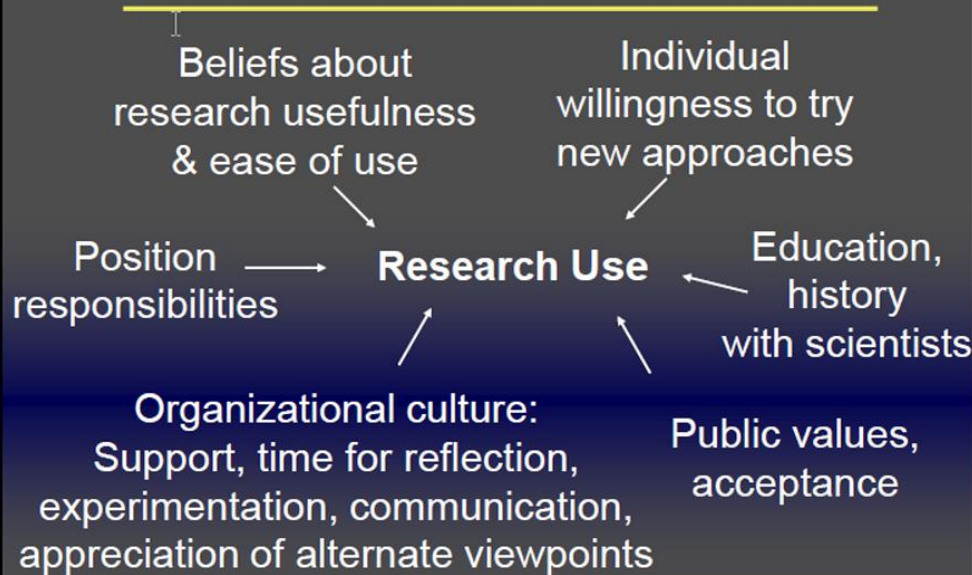 Beliefs about
research usefulness
& ease of use
Individual
willingness to try
new approaches
Position
responsibilities
Research Use
Education,
history
with scientists
Organizational culture:
Support, time for reflection,
experimentation, communication,
appreciation of alternate viewpoints
Public values,
acceptance